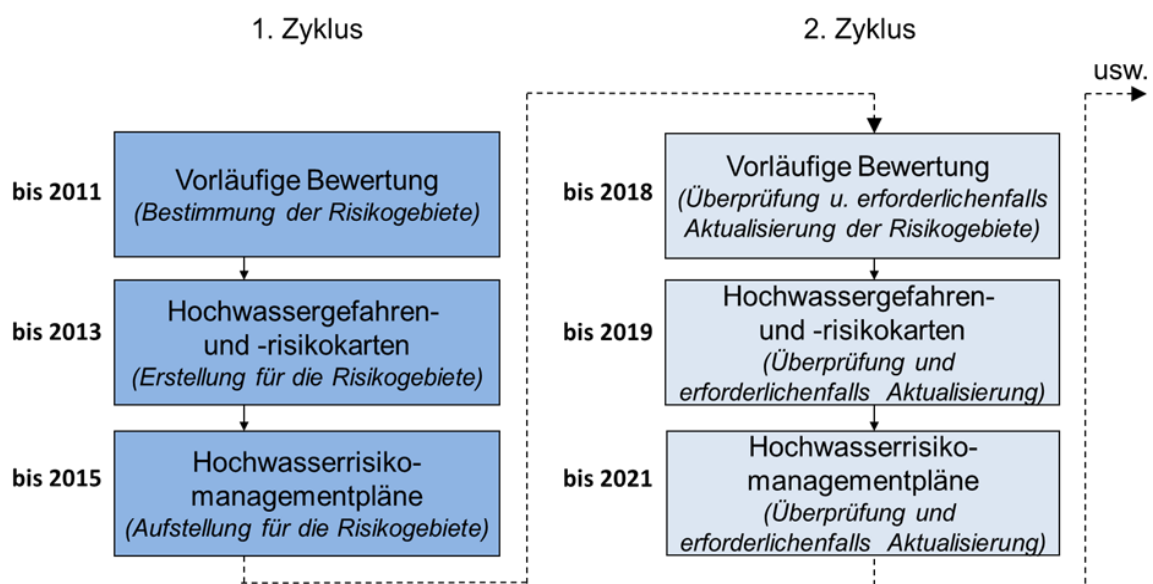 1. Zyklus
bis 2011
Vorläufige Bewertung
(Bestimmung der Risikogebiete)
bis 2013
Hochwassergefahren-
und -risikokarten
(Erstellung für die Risikogebiete)
bis 2015
Hochwasserrisiko-
managementpläne
(Aufstellung für die Risikogebiete)
2. Zyklus
bis 2018
Vorläufige Bewertung
(Überprüfung u. erforderlichenfalls
Aktualisierung der Risikogebiete)
bis 2019
Hochwassergefahren-
und -risikokarten
(Überprüfung und
erforderlichenfalls Aktualisierung)
bis 2021
Hochwasserrisiko-
managementpläne
(Überprüfung und
erforderlichenfalls Aktualisierung)
usw.